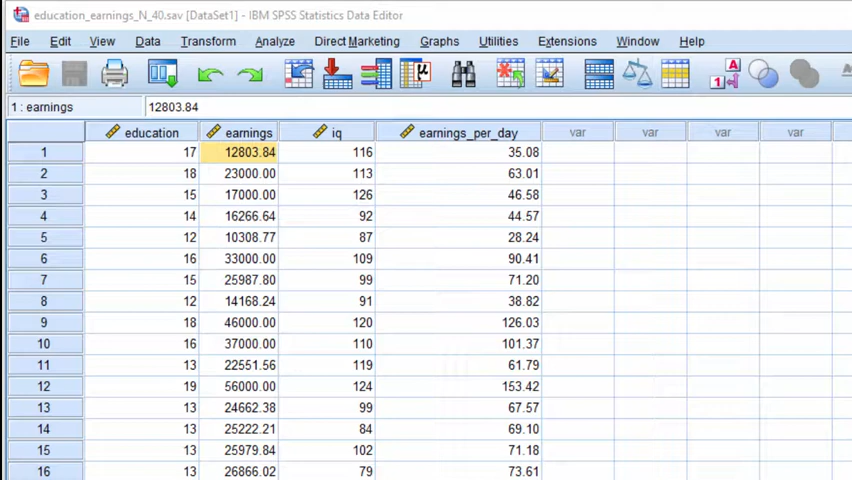 education_earnings_N_40.sav [DataSet1] - IBM SPSS Statistics Data Editor
File Edit View Data Transform Analyze Direct Marketing Graphs Utilities Extensions Window Help
1 : earnings 12803.84
education earnings iq earnings_per_day var var var var
1 17 12803.84 116 35.08
2 18 23000.00 113 63.01
3 15 17000.00 126 46.58
4 14 16266.64 92 44.57
5 12 10308.77 87 28.24
6 16 33000.00 109 90.41
7 15 25987.80 99 71.20
8 12 14168.24 91 38.82
9 18 46000.00 120 126.03
10 16 37000.00 110 101.37
11 13 22551.56 119 61.79
12 19 56000.00 124 153.42
13 13 24662.38 99 67.57
14 13 25222.21 84 69.10
15 13 25979.84 102 71.18
16 13 26866.02 79 73.61